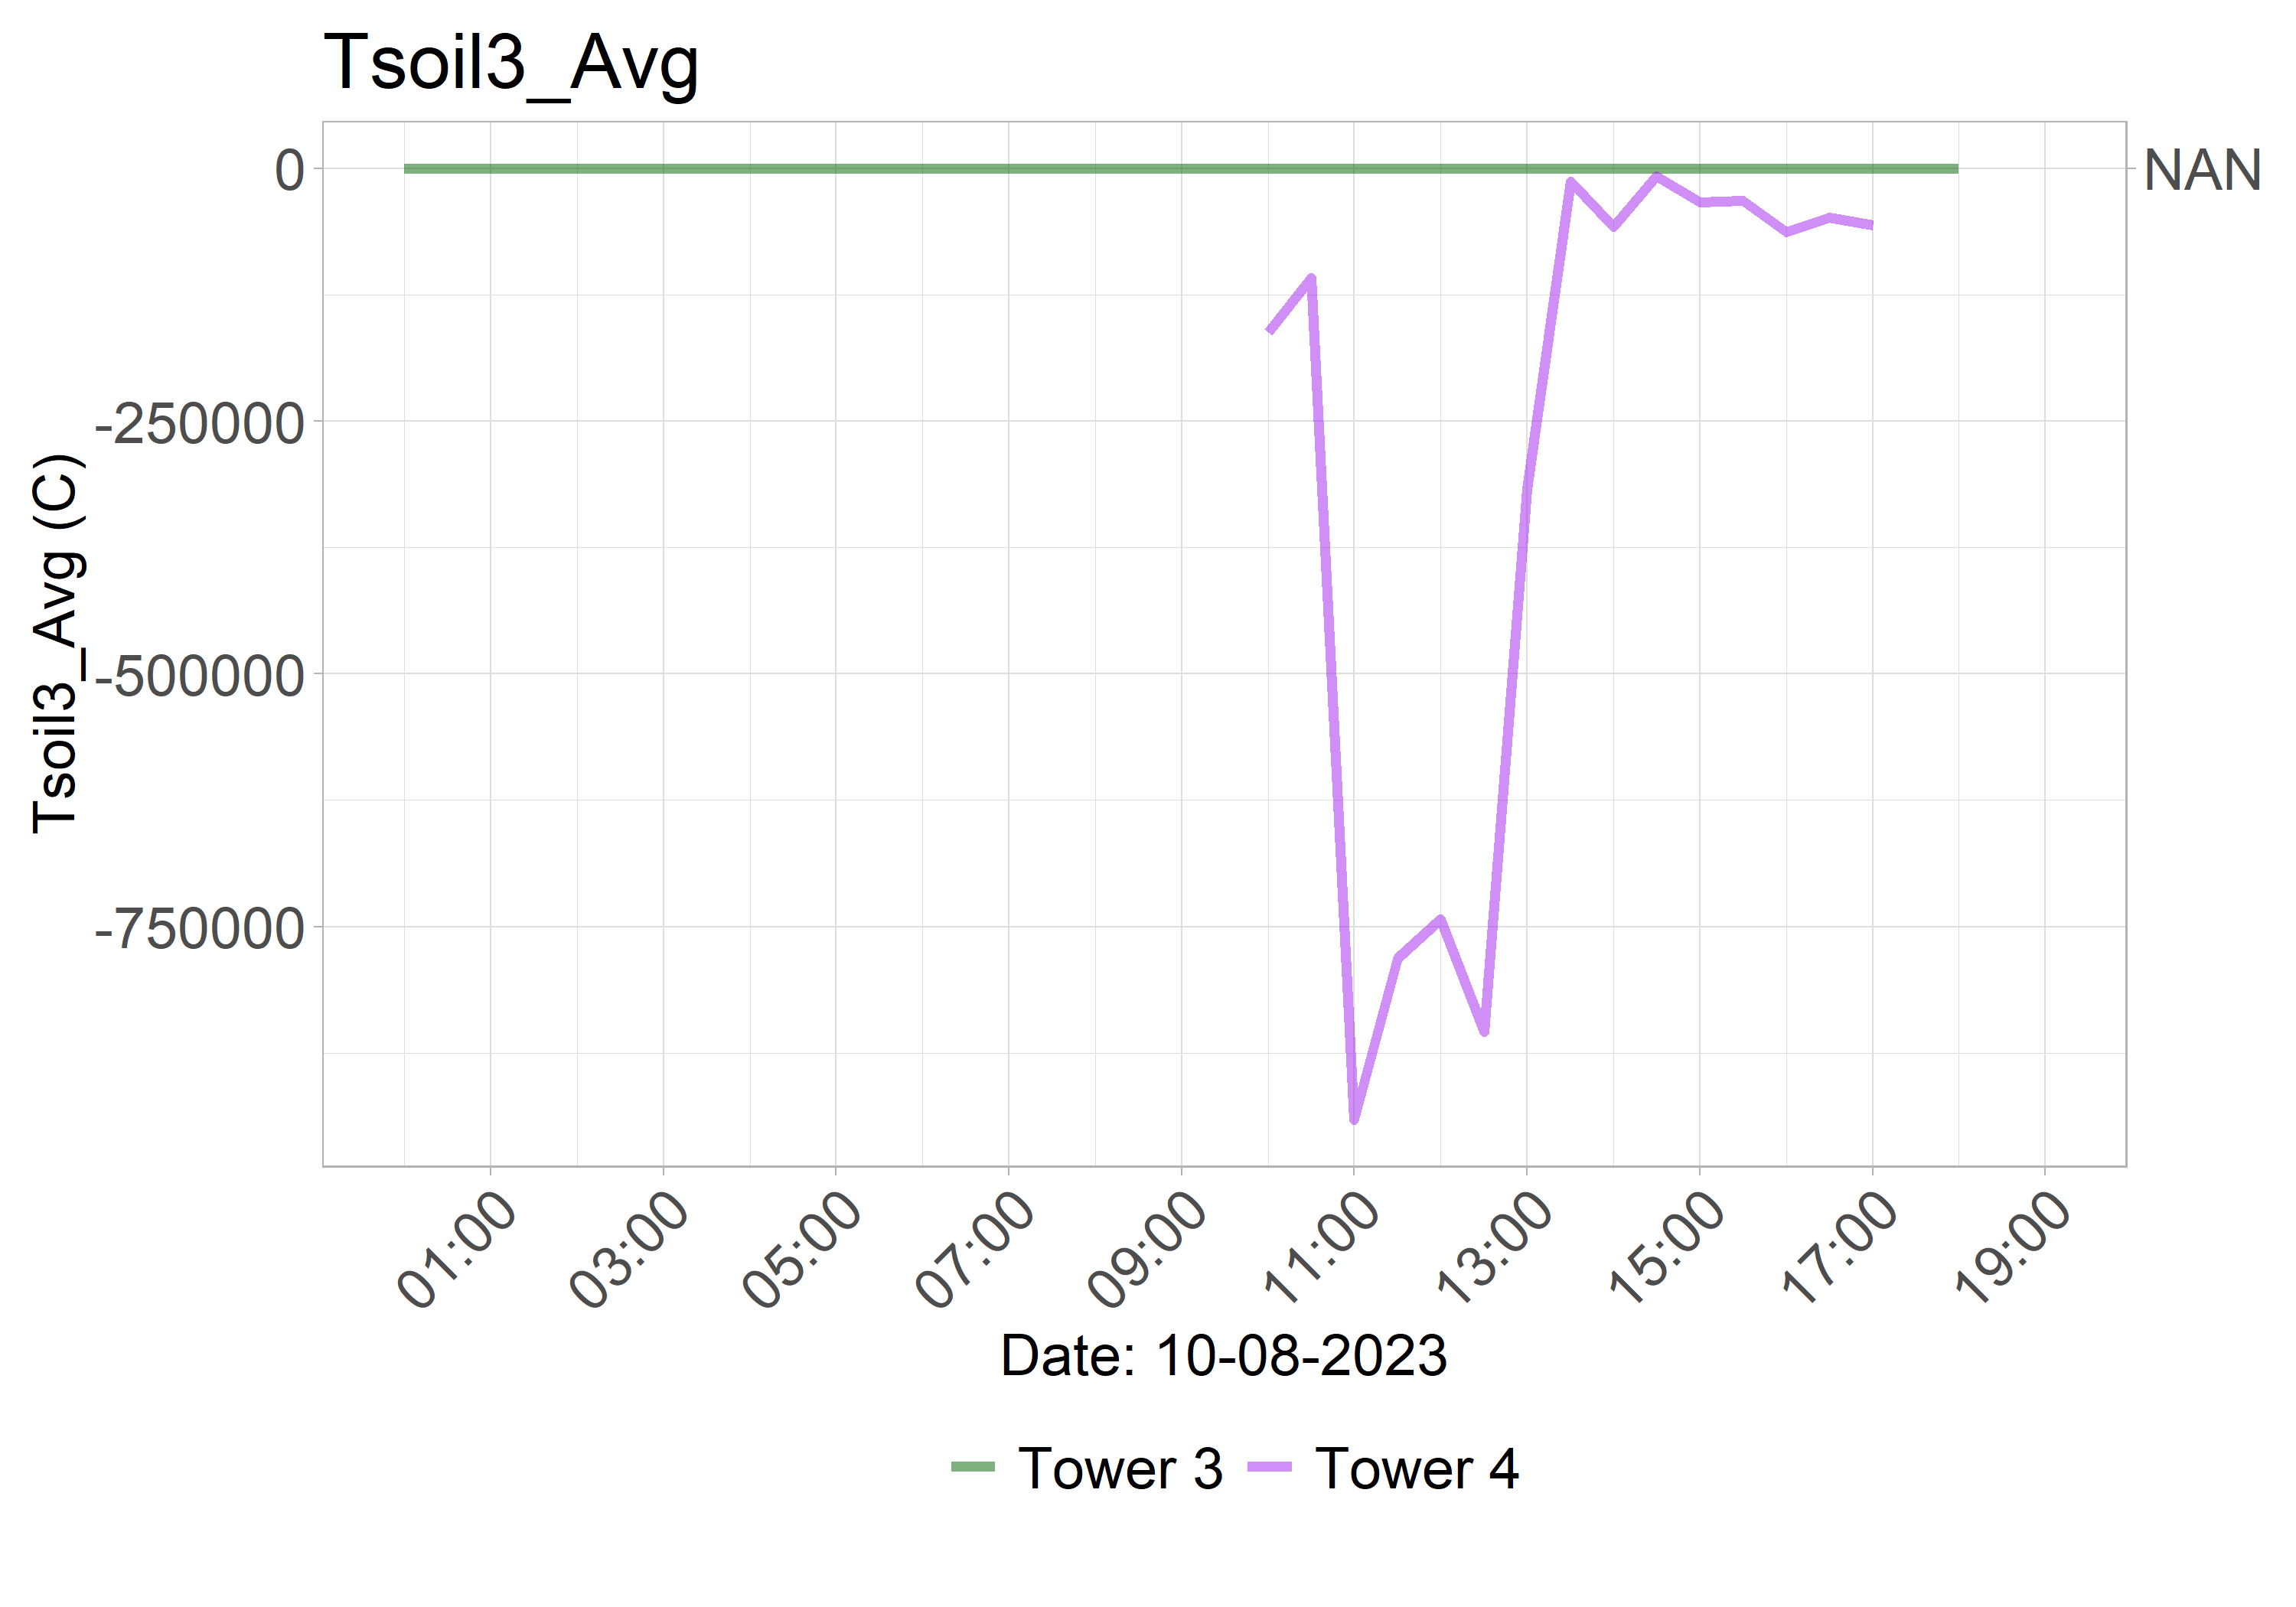 Tsoil3_Avg
0
-250000
-500000
-750000
NAN
Tsoil3_Avg (C)
01:00
03:00
05:00
07:00
09:00
11:00
13:00
15:00
17:00
19:00
Date: 10-08-2023
Tower 3 Tower 4